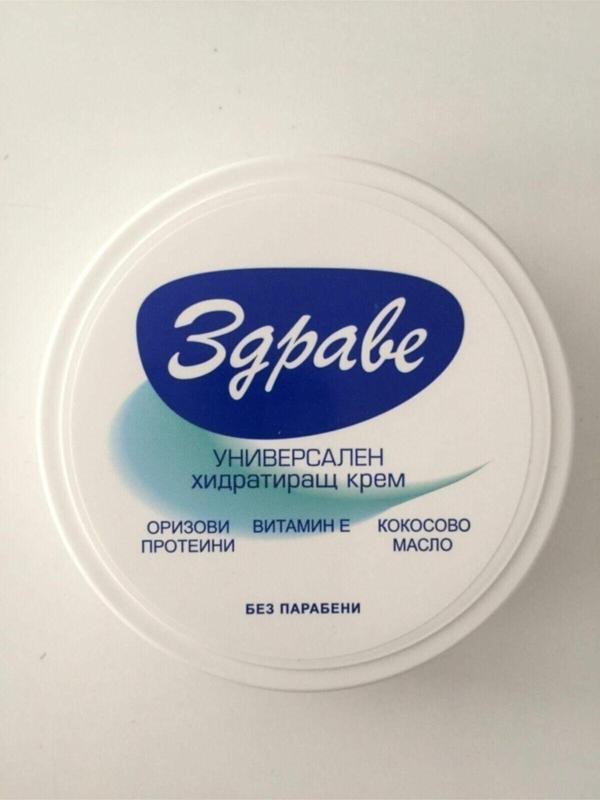 Здраве
УНИВЕРСАЛЕН
хидратиращ крем
ОРИЗОВИ ВИТАМИН Е КОКОСОВО
ПРОТЕИНИ МАСЛО
БЕЗ ПАРАБЕНИ